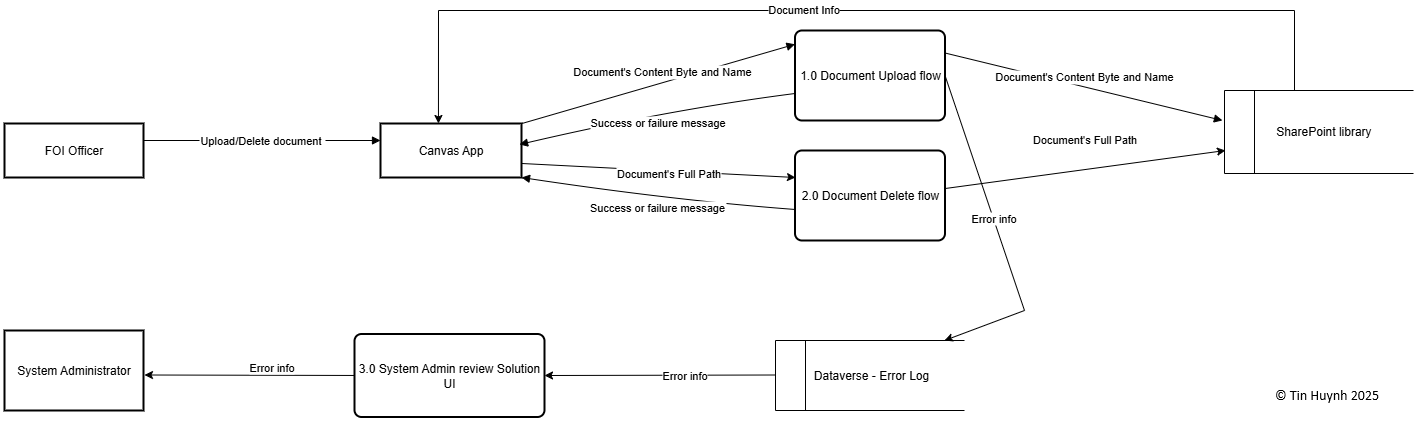 Document Info
Document's Content Byte and Name
1.0 Document Upload flow
Document's Content Byte and Name
Success or failure message
SharePoint library
FOI Officer
Upload/Delete document
Canvas App
Document's Full Path
Document's Full Path
2.0 Document Delete flow
Success or failure message
Error info
System Administrator
Error info
3.0 System Admin review Solution
UI
Error info
Dataverse - Error Log
© Tin Huynh 2025